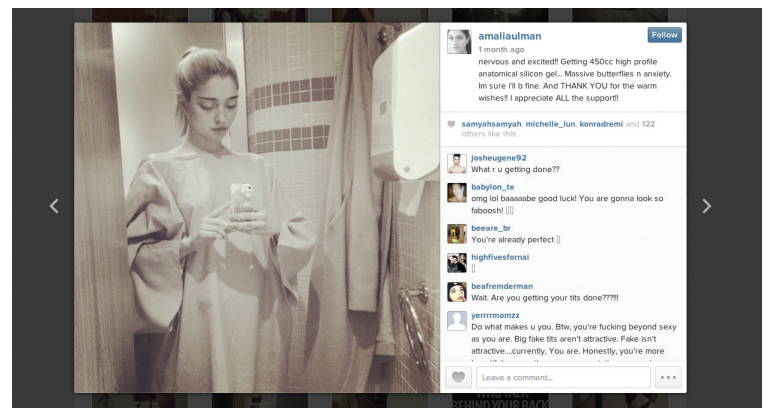 amaliaulman
Follow
1 month ago
nervous and excited!! Getting 450cc high profile
anatomical silicon gel... Massive butterflies n anxiety.
Im sure i'll b fine. And THANK YOU for the warm
wishes!! I appreciate ALL the support!!
samyahsamyah, michelle_lun, konradremi and 122
others like this.
josheugene92
What r u getting done??
babylon_te
omg lol baaaaabe good luck! You are gonna look so
faboosh!
beeare_br
You're already perfect
highfivesfornai
beafremderman
Wait. Are you getting your tits done???!!!
yerrrrmomzz
Do what makes u you. Btw, you're fucking beyond sexy
as you are. Big fake tits aren't attractive. Fake isn't
attractive....currently, You are. Honestly, you're more
Leave a comment...
BEHIND YOUR BACK